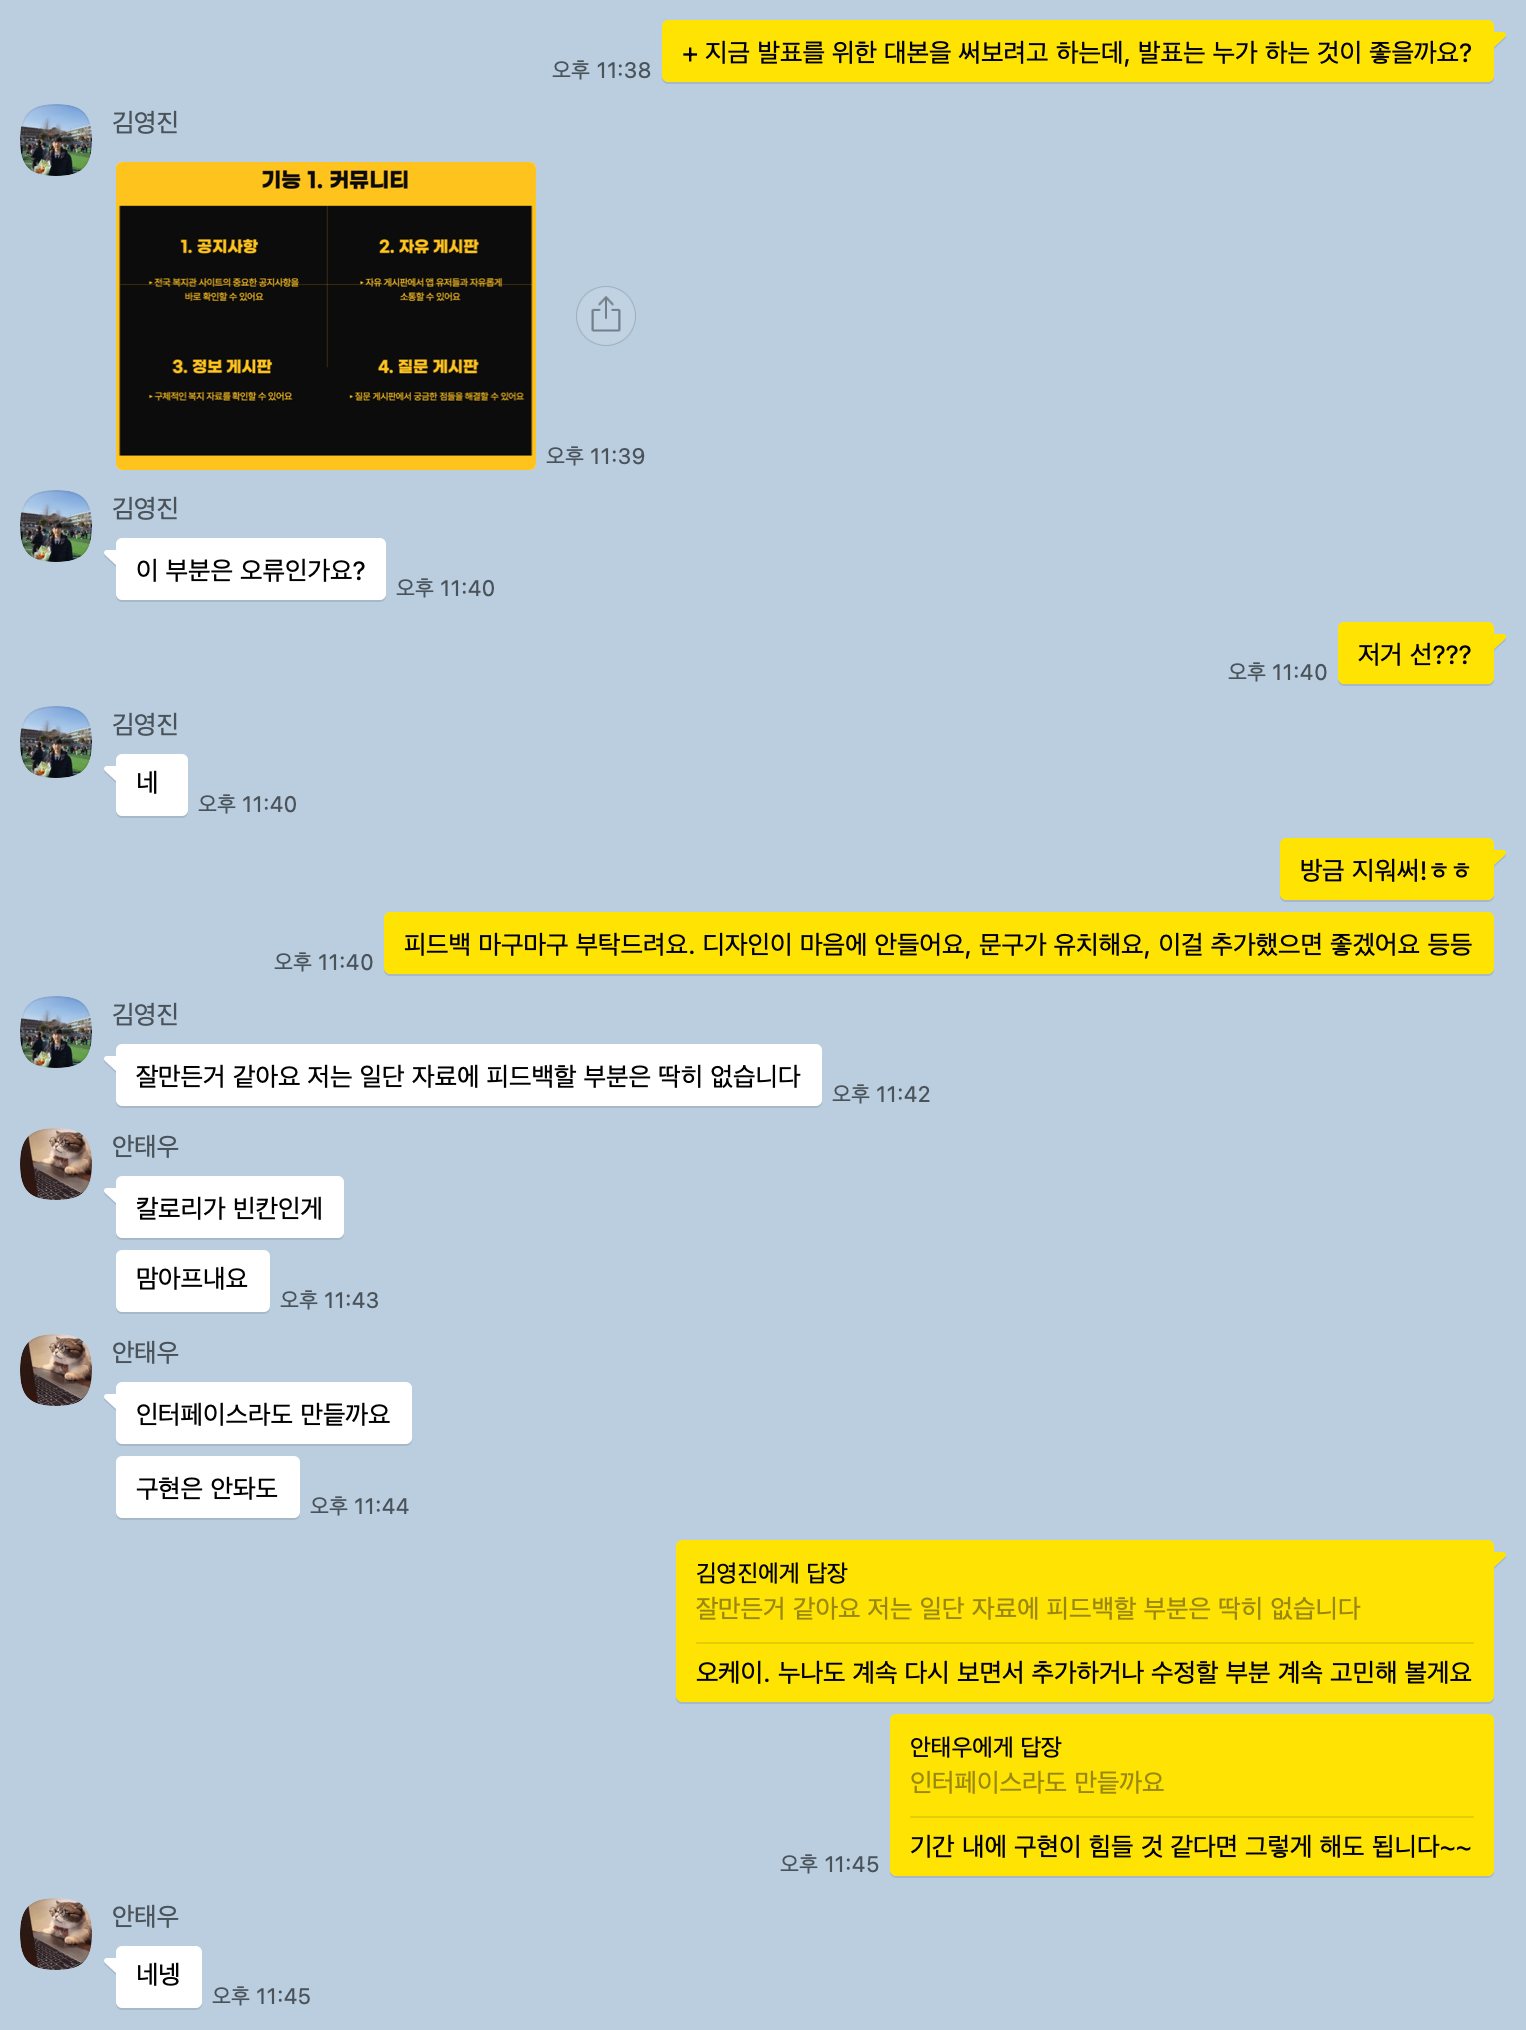 + 지금 발표를 위한 대본을 써보려고 하는데, 발표는 누가 하는 것이 좋을까요?
오후 11:38
김영진
기능 1. 커뮤니티
1. 공지사항
▸ 전국 복지관 사이트의 중요한 공지사항을
바로 확인할 수 있어요
2. 자유 게시판
▸ 자유 게시판에서 앱 유저들과 자유롭게
소통할 수 있어요
3. 정보 게시판
▸ 구체적인 복지 자료를 확인할 수 있어요
4. 질문 게시판
▸ 질문 게시판에서 궁금한 점들을 해결할 수 있어요
오후 11:39
김영진
이 부분은 오류인가요?
오후 11:40
저거 선???
오후 11:40
김영진
네
오후 11:40
방금 지워써!ㅎㅎ
피드백 마구마구 부탁드려요. 디자인이 마음에 안들어요, 문구가 유치해요, 이걸 추가했으면 좋겠어요 등등
오후 11:40
김영진
잘만든거 같아요 저는 일단 자료에 피드백할 부분은 딱히 없습니다
오후 11:42
안태우
칼로리가 빈칸인게
맘아프내요
오후 11:43
안태우
인터페이스라도 만들까요
구현은 안돠도
오후 11:44
김영진에게 답장
잘만든거 같아요 저는 일단 자료에 피드백할 부분은 딱히 없습니다
오케이. 누나도 계속 다시 보면서 추가하거나 수정할 부분 계속 고민해 볼게요
안태우에게 답장
인터페이스라도 만들까요
기간 내에 구현이 힘들 것 같다면 그렇게 해도 됩니다~~
오후 11:45
안태우
네넹
오후 11:45